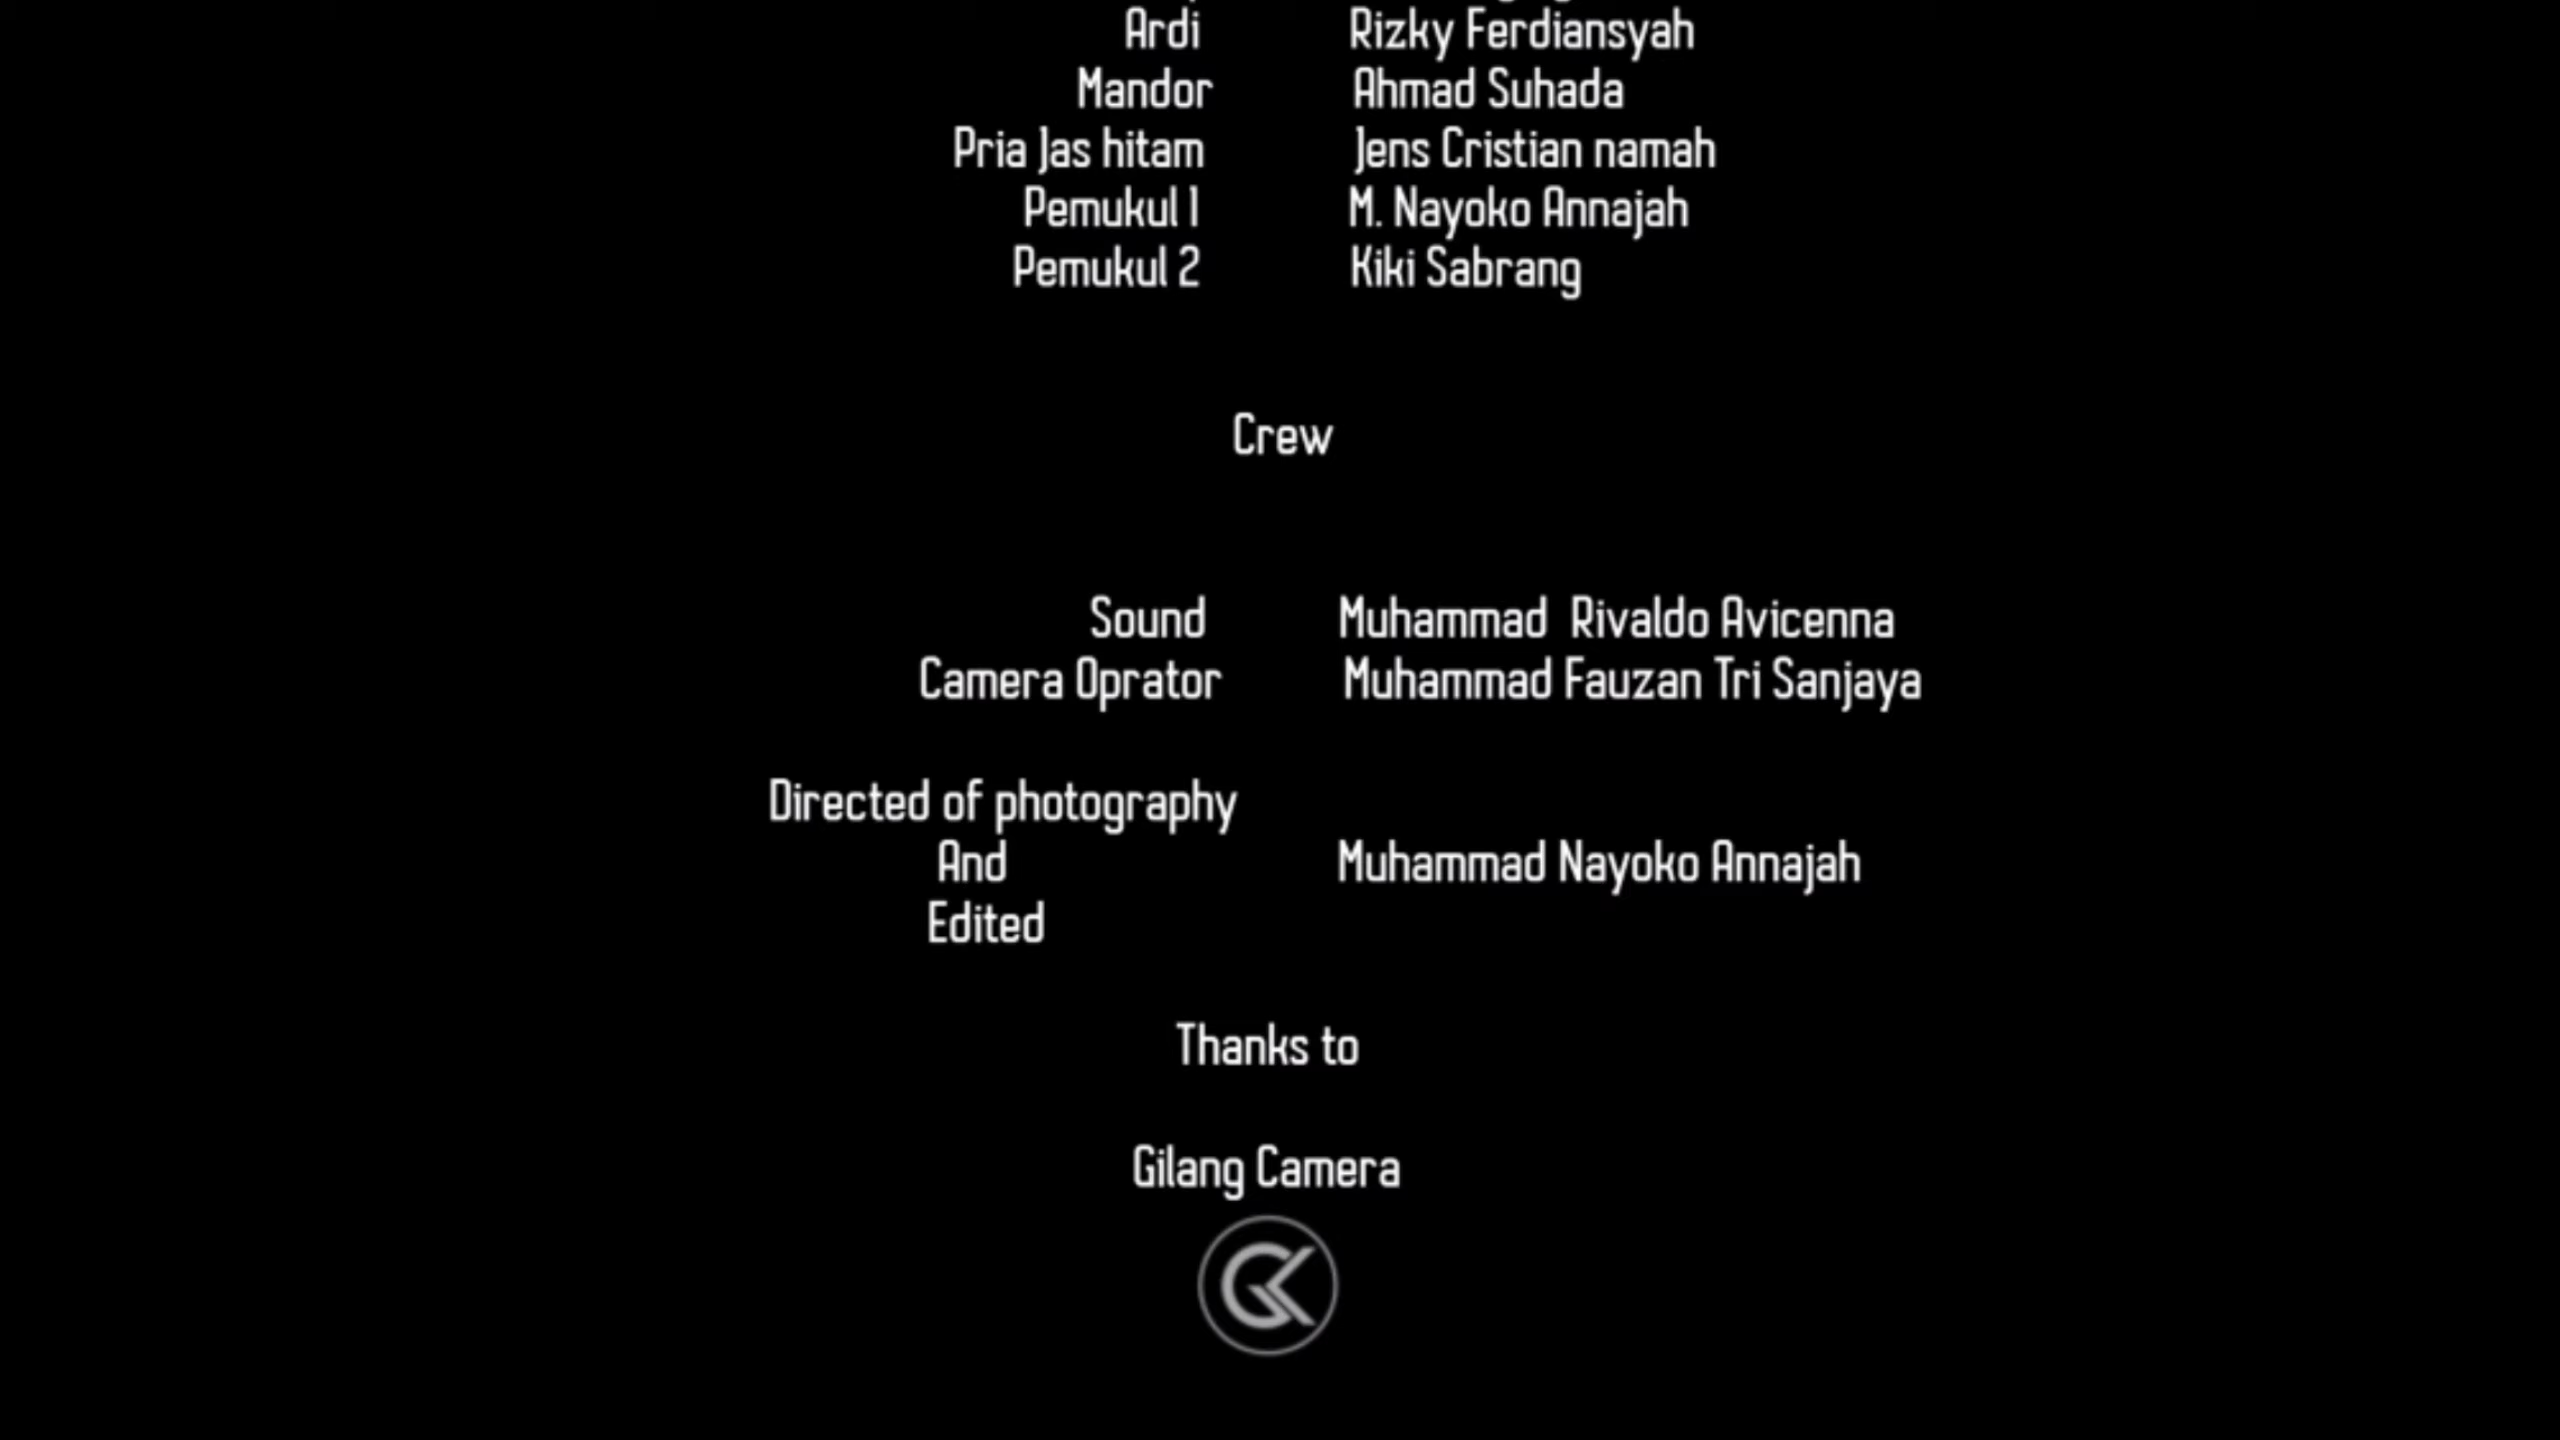 Ardi Rizky Ferdiansyah
Mandor Ahmad Suhada
Pria Jas hitam Jens Cristian namah
Pemukul 1 M. Nayoko Annajah
Pemukul 2 Kiki Sabrang
Crew
Sound Muhammad Rivaldo Avicenna
Camera Oprator Muhammad Fauzan Tri Sanjaya
Directed of photography
And Muhammad Nayoko Annajah
Edited
Thanks to
Gilang Camera
GK